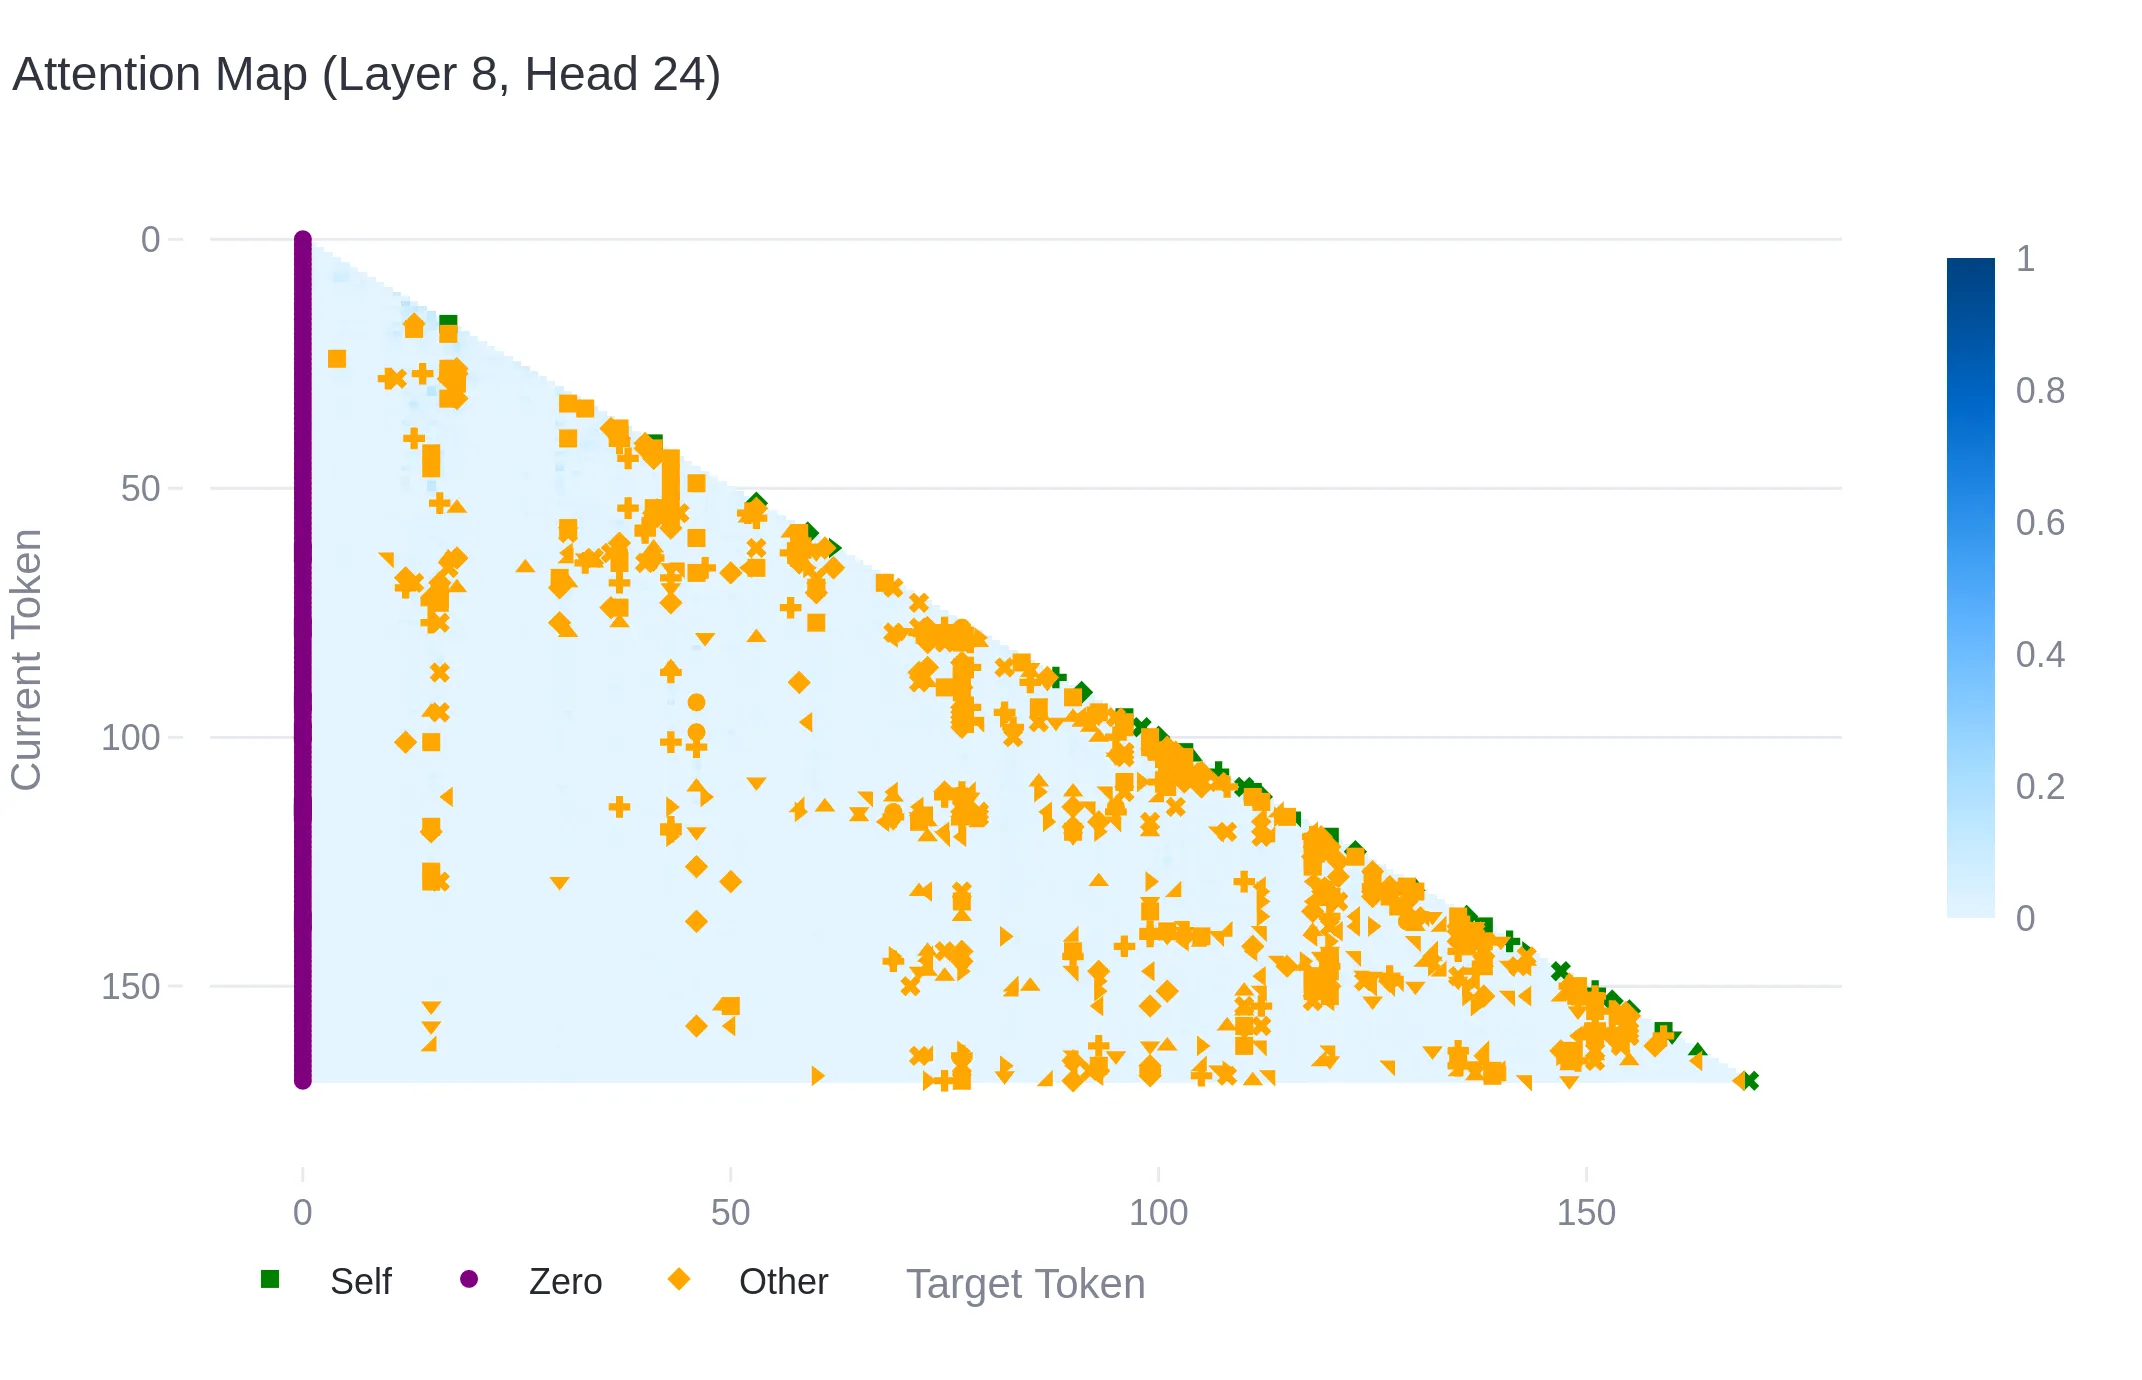 Attention Map (Layer 8, Head 24)
Current Token
0
50
100
150
0
50
100
150
Target Token
Self
Zero
Other
1
0.8
0.6
0.4
0.2
0